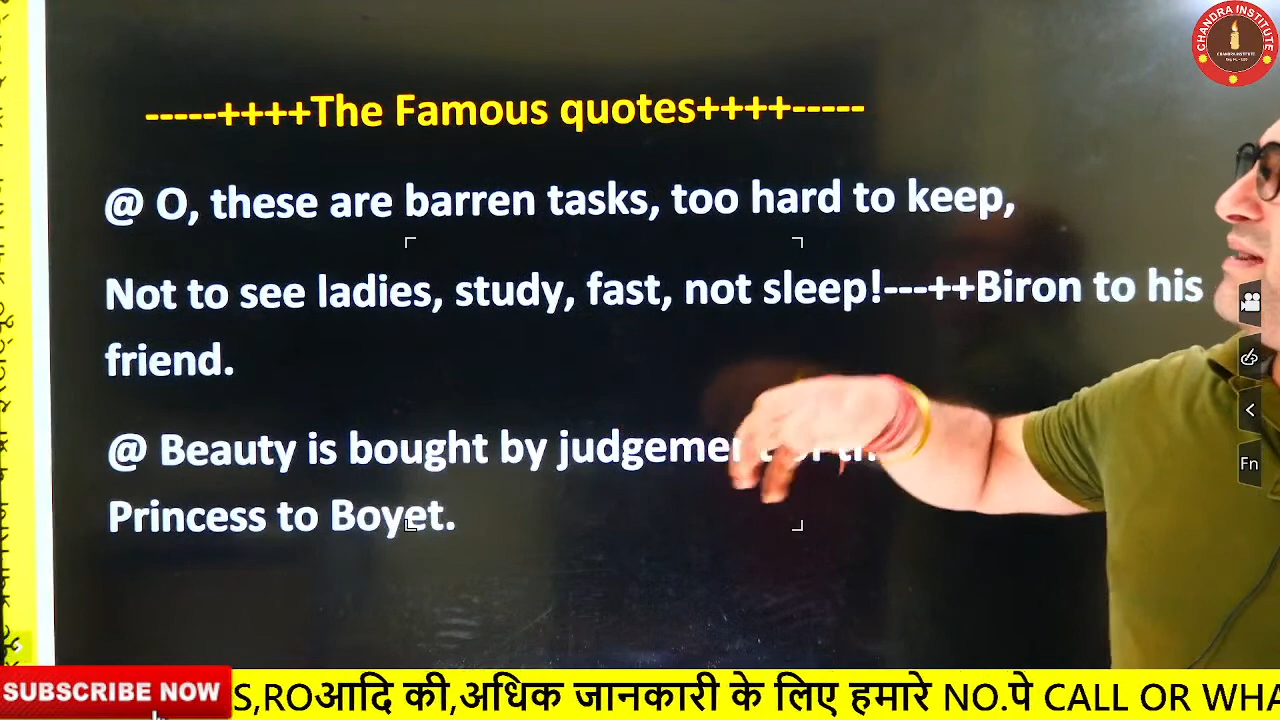 CHANDRA INSTITUTE
-----++++The Famous quotes++++-----
@ O, these are barren tasks, too hard to keep,
Not to see ladies, study, fast, not sleep!---++Biron to his
friend.
@ Beauty is bought by
Princess to Boyet.
Fn
SUBSCRIBE NOW
S,ROआदि की,अधिक जानकारी के लिए हमारे NO.पे CALL OR WHA